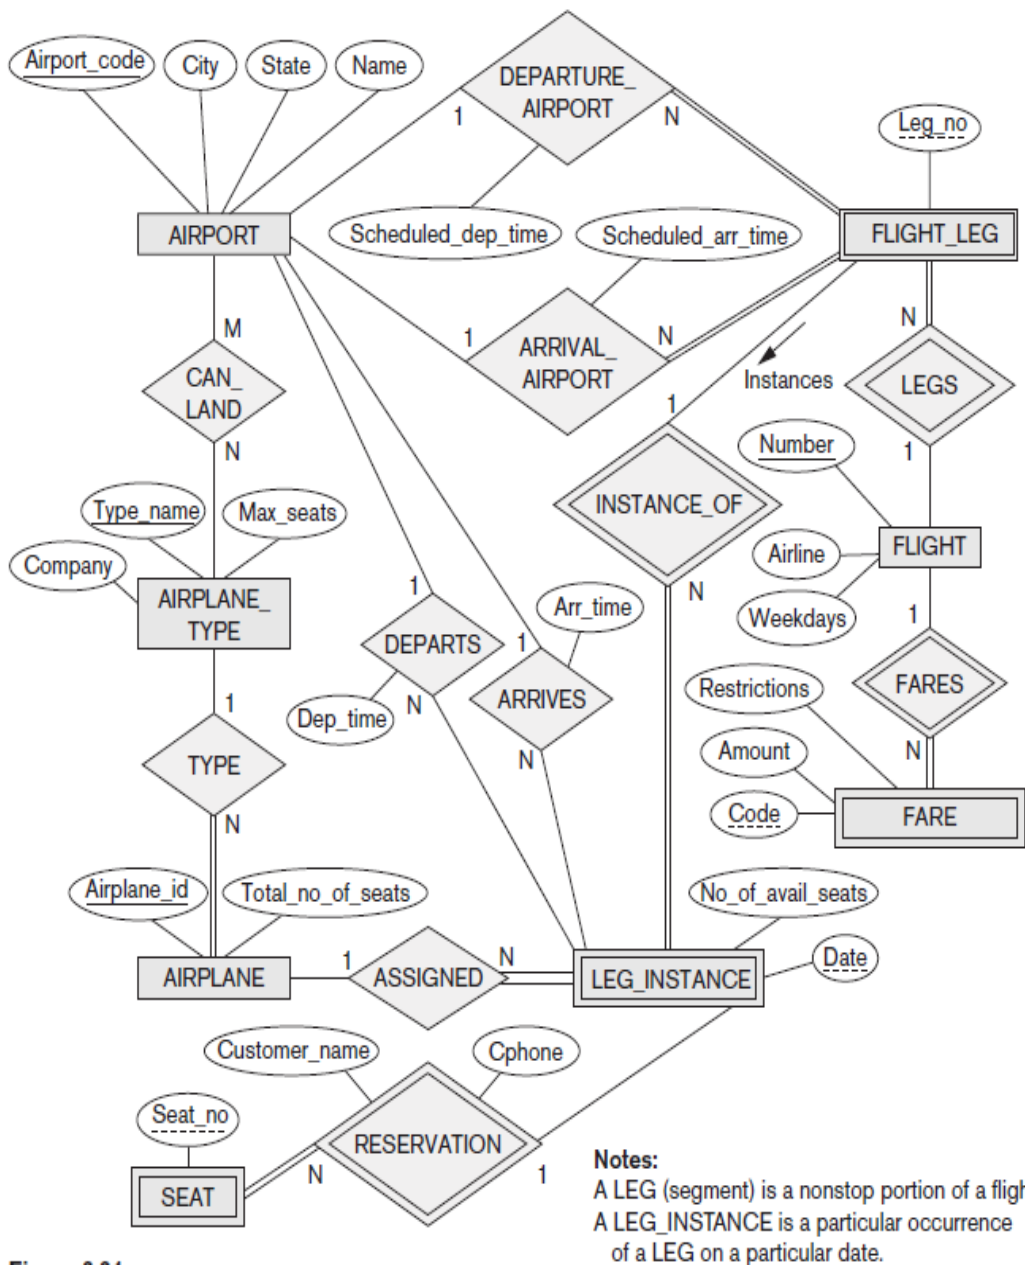 Airport_code
City
State
Name
DEPARTURE_
AIRPORT
1
N
Leg_no
Scheduled_dep_time
Scheduled_arr_time
AIRPORT
FLIGHT_LEG
M
1
ARRIVAL_
AIRPORT
N
N
CAN_
LAND
Instances
LEGS
1
N
Number
1
Type_name
Max_seats
INSTANCE_OF
Company
Airline
FLIGHT
AIRPLANE_
TYPE
1
Arr_time
N
Weekdays
1
DEPARTS
1
Restrictions
FARES
Dep_time
N
ARRIVES
1
TYPE
N
Amount
N
N
Code
FARE
Airplane_id
Total_no_of_seats
No_of_avail_seats
AIRPLANE
1
ASSIGNED
N
LEG_INSTANCE
Date
Customer_name
Cphone
Seat_no
RESERVATION
SEAT
N
1
Notes:
A LEG (segment) is a nonstop portion of a fligh
A LEG_INSTANCE is a particular occurrence
of a LEG on a particular date.